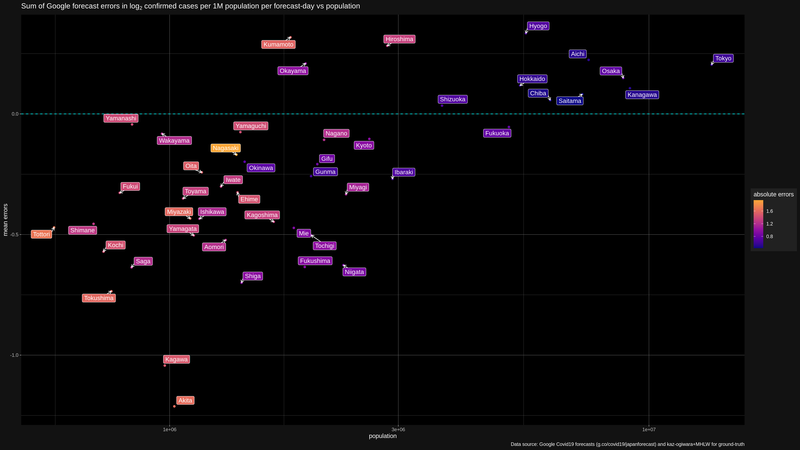 Sum of Google forecast errors in log2 confirmed cases per 1M population per forecast-day vs population
Hyogo
Kumamoto
Hiroshima
Aichi
Tokyo
Okayama
Osaka
Hokkaido
Chiba
Kanagawa
Shizuoka
Saitama
0.0
Yamanashi
Yamaguchi
Nagano
Fukuoka
Wakayama
Kyoto
Nagasaki
Gifu
Oita
Okinawa
Gunma
Ibaraki
absolute errors
Iwate
Fukui
Miyagi
Toyama
Ehime
1.6
Miyazaki
Ishikawa
Kagoshima
1.2
mean errors
Shimane
Yamagata
Tottori
-0.5
Mie
0.8
Kochi
Aomori
Tochigi
Saga
Fukushima
Niigata
Shiga
Tokushima
-1.0
Kagawa
Akita
1e+06
3e+06
1e+07
population
Data source: Google Covid19 forecasts (g.co/covid19/japanforecast) and kaz-ogiwara+MHLW for ground-truth